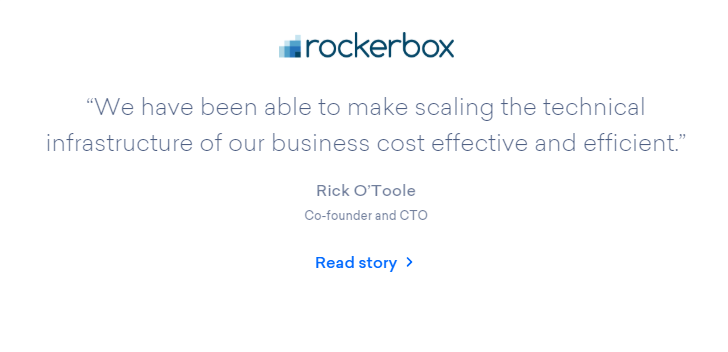 rockerbox
“We have been able to make scaling the technical
infrastructure of our business cost effective and efficient.”
Rick O’Toole
Co-founder and CTO
Read story